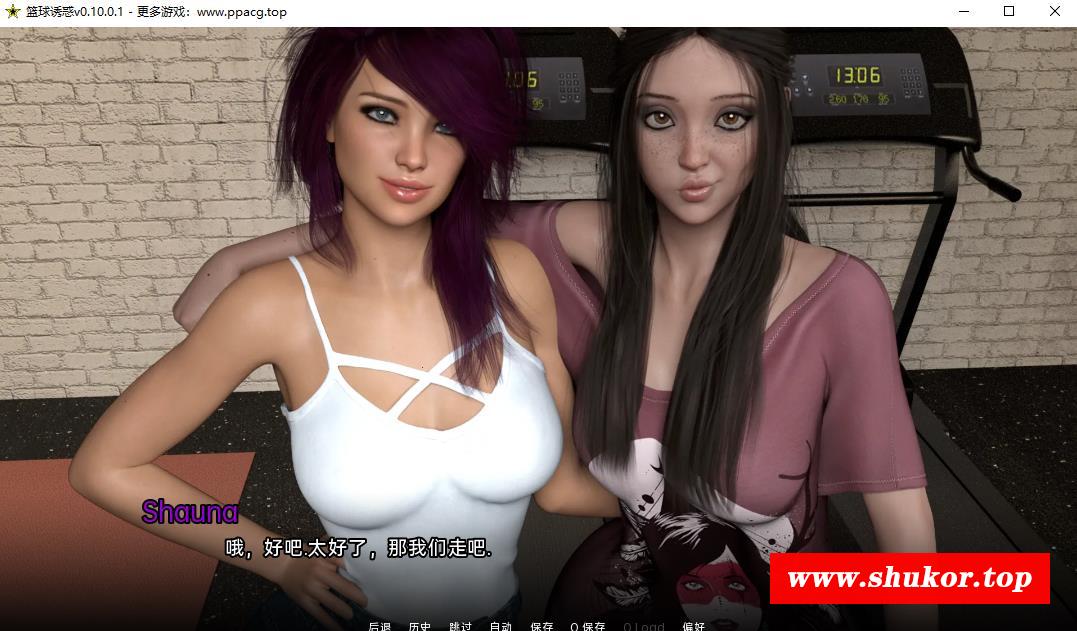 篮球诱惑v0.10.0.1 - 更多游戏：www.ppacg.top
13.06
Shauna
哦，好吧.太好了，那我们走吧.
www.shukor.top
后退 历史 跳过 自动 保存 Q.保存 Q.Load 偏好